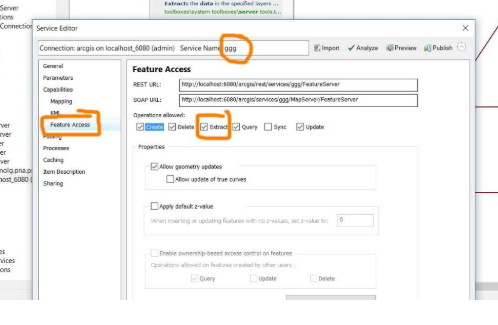 Server
tions
Connection
Extracts the data in the specified layers ...
toolboxes\system toolboxes\server tools.t...
Service Editor
Connection: arcgis on localhost_6080 (admin) Service Name: ggg
Import Analyze Preview Publish
General
Parameters
Capabilities
Mapping
KML
Feature Access
Pooling
Processes
Caching
Item Description
Sharing
Feature Access
REST URL: http://localhost:6080/arcgis/rest/services/ggg/FeatureServer
SOAP URL: http://localhost:6080/arcgis/services/ggg/MapServer/FeatureServer
Operations allowed:
Create Delete Extract Query Sync Update
Properties
Allow geometry updates
Allow update of true curves
Apply default z-value
When inserting or updating features with no z-values, set z-value to: 0
Enable ownership-based access control on features
Operations allowed on features created by other users
Query Update Delete
ver
rver
er
rver
ver
molg.pna.p
host_6080 (
es
vices
ons